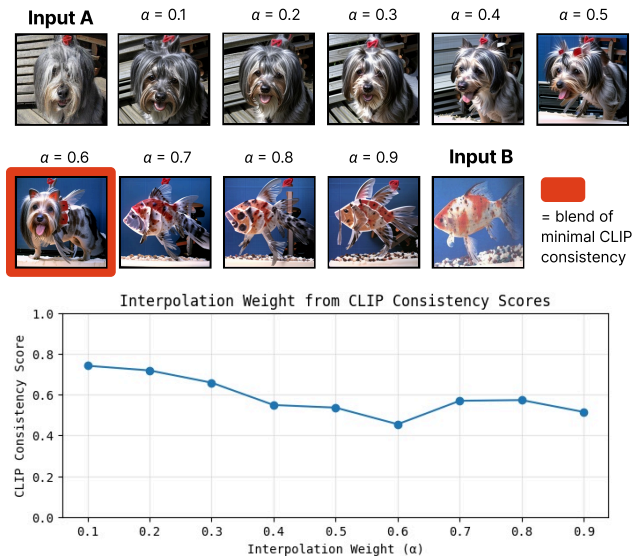 Input A
α = 0.1
α = 0.2
α = 0.3
α = 0.4
α = 0.5
α = 0.6
α = 0.7
α = 0.8
α = 0.9
Input B
= blend of
minimal CLIP
consistency
Interpolation Weight from CLIP Consistency Scores
CLIP Consistency Score
1.0
0.8
0.6
0.4
0.2
0.0
0.1
0.2
0.3
0.4
0.5
0.6
0.7
0.8
0.9
Interpolation Weight (α)